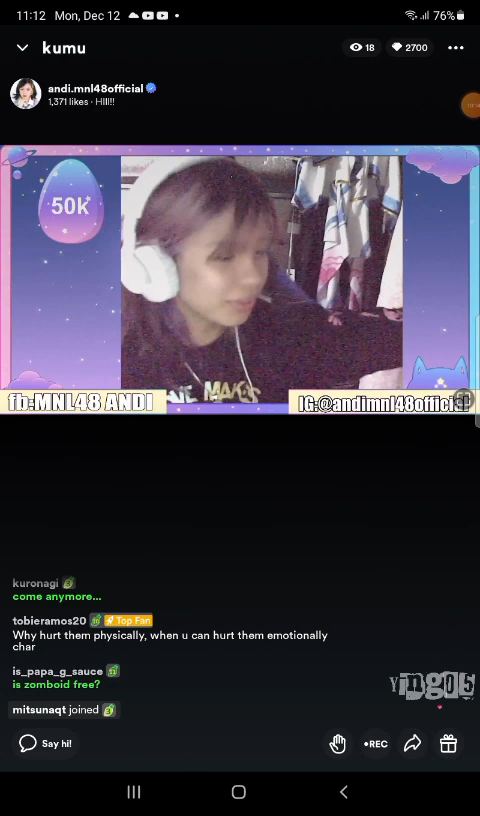 11:12 Mon, Dec 12
76%
kumu
18
2700
andi.mnl48official
1,371 likes · HIII!!
50k
fb:MNL48 ANDI
IG:@andimnl48official
kuronagi
come anymore...
tobieramos20 Top Fan
Why hurt them physically, when u can hurt them emotionally
char
is_papa_g_sauce
is zomboid free?
yingo5
mitsunaqt joined
Say hi!
•REC